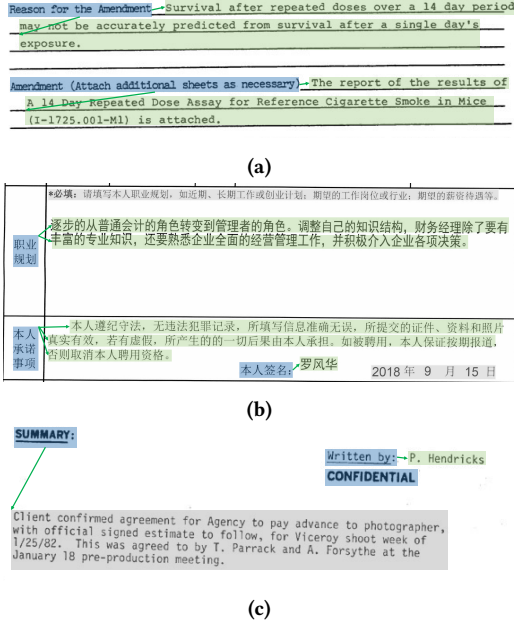 Reason for the Amendment Survival after repeated doses over a 14 day period
may not be accurately predicted from survival after a single day's
exposure.
Amendment (Attach additional sheets as necessary) The report of the results of
A 14 Day Repeated Dose Assay for Reference Cigarette Smoke in Mice
(I-1725.001-M1) is attached.
(a)
*必填：请填写本人职业规划，如近期、长期工作或创业计划；期望的工作岗位或行业；期望的薪资待遇等。
职业
规划
逐步的从普通会计的角色转变到管理者的角色。调整自己的知识结构，财务经理除了要有
丰富的专业知识，还要熟悉企业全面的经营管理工作，并积极介入企业各项决策。
本人
承诺
事项
本人遵纪守法，无违法犯罪记录，所填写信息准确无误，所提交的证件、资料和照片
真实有效，若有虚假，所产生的的一切后果由本人承担。如被聘用，本人保证按期报道，
否则取消本人聘用资格。
本人签名： 罗风华 2018 年 9 月 15 日
(b)
SUMMARY:
Written by: P. Hendricks
CONFIDENTIAL
Client confirmed agreement for Agency to pay advance to photographer,
with official signed estimate to follow, for Viceroy shoot week of
1/25/82. This was agreed to by T. Parrack and A. Forsythe at the
January 18 pre-production meeting.
(c)